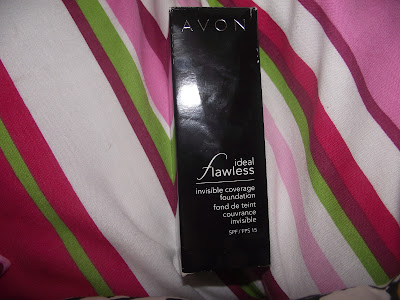 AVON
ideal
flawless
invisible coverage
foundation
fond de teint
couvrance
invisible
SPF/FPS 15